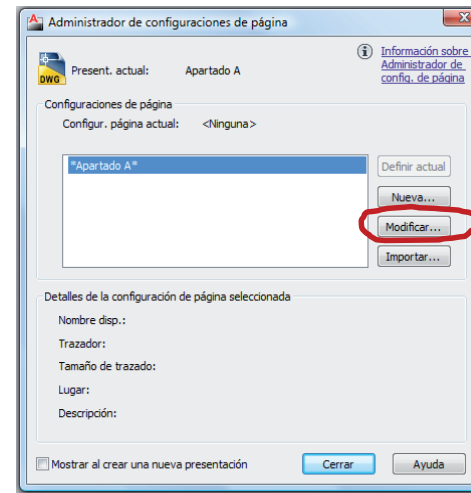 Administrador de configuraciones de página
DWG
Present. actual: Apartado A
Información sobre
Administrador de
config. de página
Configuraciones de página
Configur. página actual: <Ninguna>
*Apartado A*
Definir actual
Nueva...
Modificar...
Importar...
Detalles de la configuración de página seleccionada
Nombre disp.:
Trazador:
Tamaño de trazado:
Lugar:
Descripción:
Mostrar al crear una nueva presentación
Cerrar
Ayuda